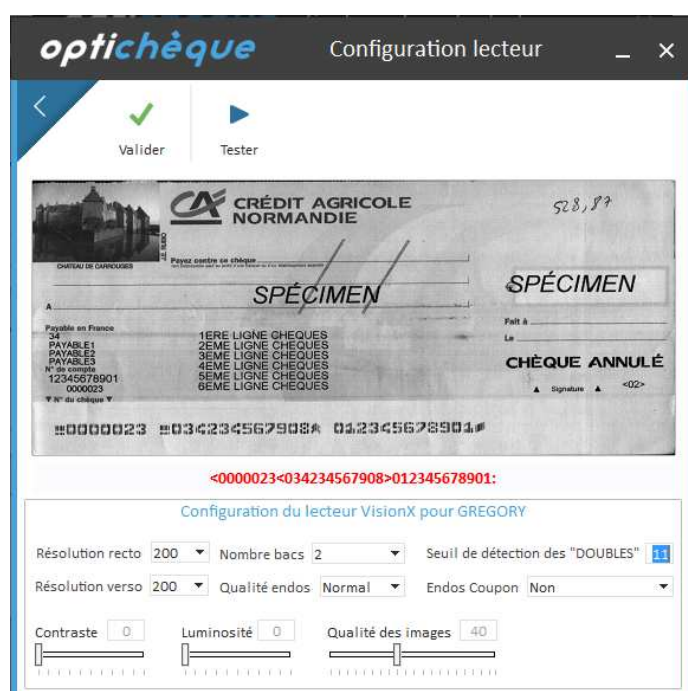 optichèque Configuration lecteur
Valider Tester
CRÉDIT AGRICOLE
NORMANDIE
528,87
CHATEAU DE CARROUGES
Payez contre ce chèque
SPÉCIMEN
SPÉCIMEN
A
Payable en France
34
PAYABLE1
PAYABLE2
PAYABLE3
N° de compte
12345678901
0000023
▼ N° du chèque ▼
1ERE LIGNE CHEQUES
2EME LIGNE CHEQUES
3EME LIGNE CHEQUES
4EME LIGNE CHEQUES
5EME LIGNE CHEQUES
6EME LIGNE CHEQUES
Fait à
Le
CHÈQUE ANNULÉ
▲ Signature ▲ <02>
⑈0000023 ⑈034234567908 012345678901
<0000023<034234567908>012345678901:
Configuration du lecteur VisionX pour GREGORY
Résolution recto 200 Nombre bacs 2 Seuil de détection des "DOUBLES" 11
Résolution verso 200 Qualité endos Normal Endos Coupon Non
Contraste 0 Luminosité 0 Qualité des images 40